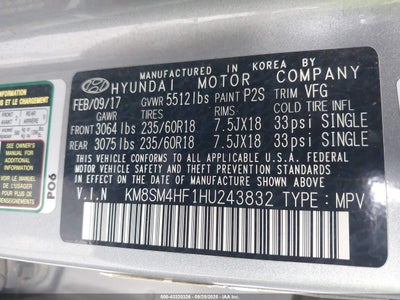 MANUFACTURED IN KOREA BY
HYUNDAI MOTOR COMPANY
FEB/09/17 GVWR 5512lbs PAINT P2S TRIM VFG
GAWR TIRES RIMS COLD TIRE INFL.
FRONT 3064lbs 235/60R18 7.5JX18 33psi SINGLE
REAR 3075lbs 235/60R18 7.5JX18 33psi SINGLE
THIS VEHICLE CONFORMS TO ALL APPLICABLE U.S.A. FEDERAL
MOTOR VEHICLE SAFETY AND THEFT PREVENTION STANDARDS
IN EFFECT ON THE DATE OF MANUFACTURE SHOWN ABOVE.
V.I.N KM8SM4HF1HU243832 TYPE : MPV
PO6